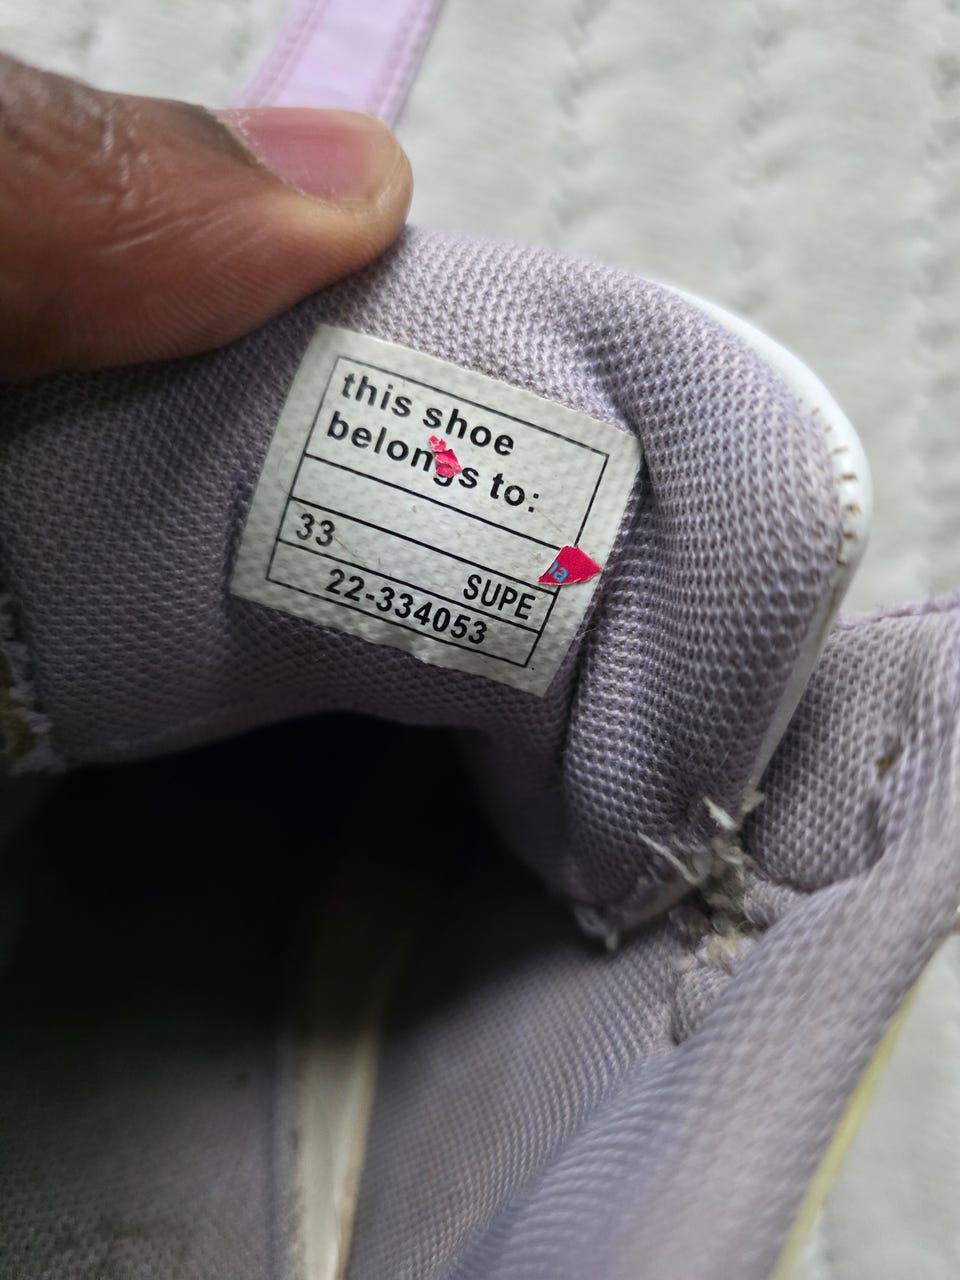 this shoe
belongs to:
33
SUPE
22-334053